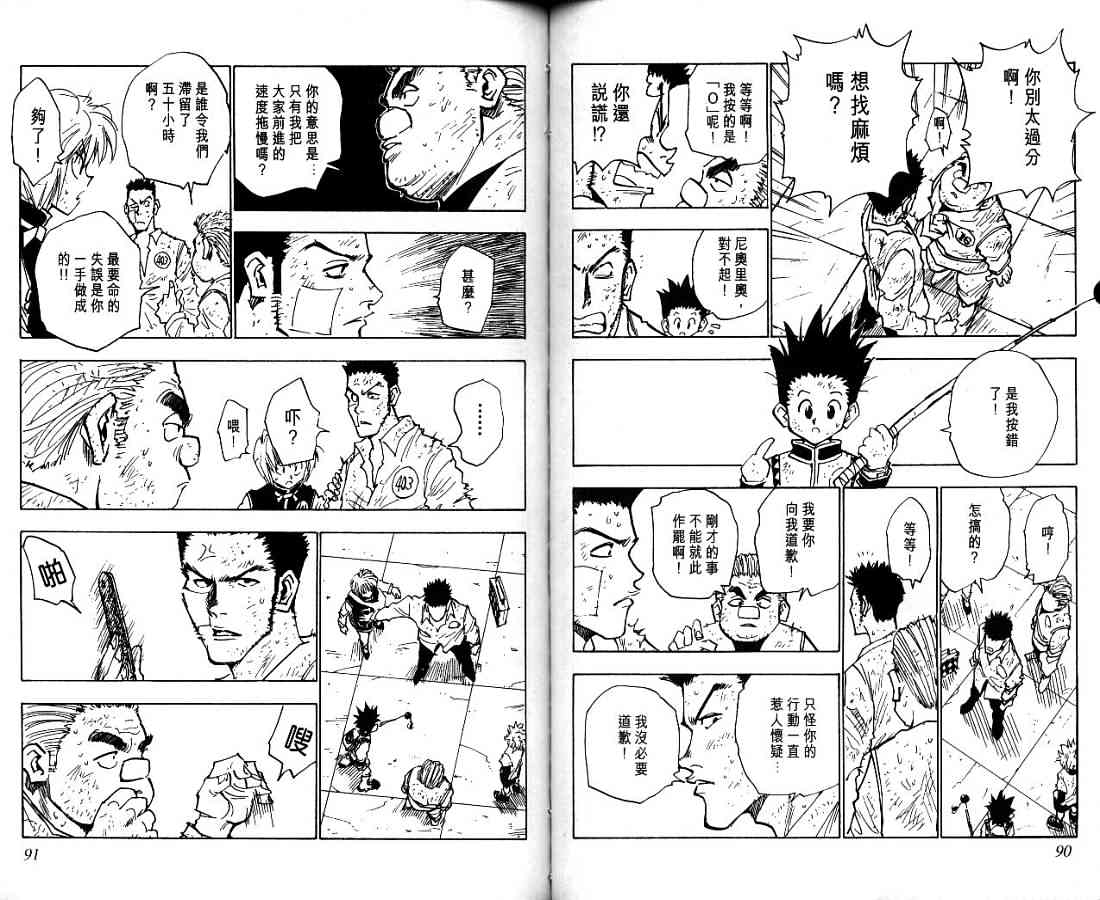 你別太過分
啊！
啊！
想找麻煩
嗎？
等等啊！
我按的是
「O」呢！
你還
說謊！？
尼奧里奧，
對不起！
是我按錯
了！
哼！
怎搞的？
等等！
我要你
向我道歉！
剛才的事
不能就此
作罷啊！
只怪你的
行動一直
惹人懷疑…
我沒必要
道歉！
90
你的意思是…
只有我把
大家前進的
速度拖慢嗎？
是誰令我們
滯留了
五十小時
啊？
夠了！
403
最要命的
失誤是你
一手做成
的！！
甚麼？
……
吓？
喂！
403
嗖
91